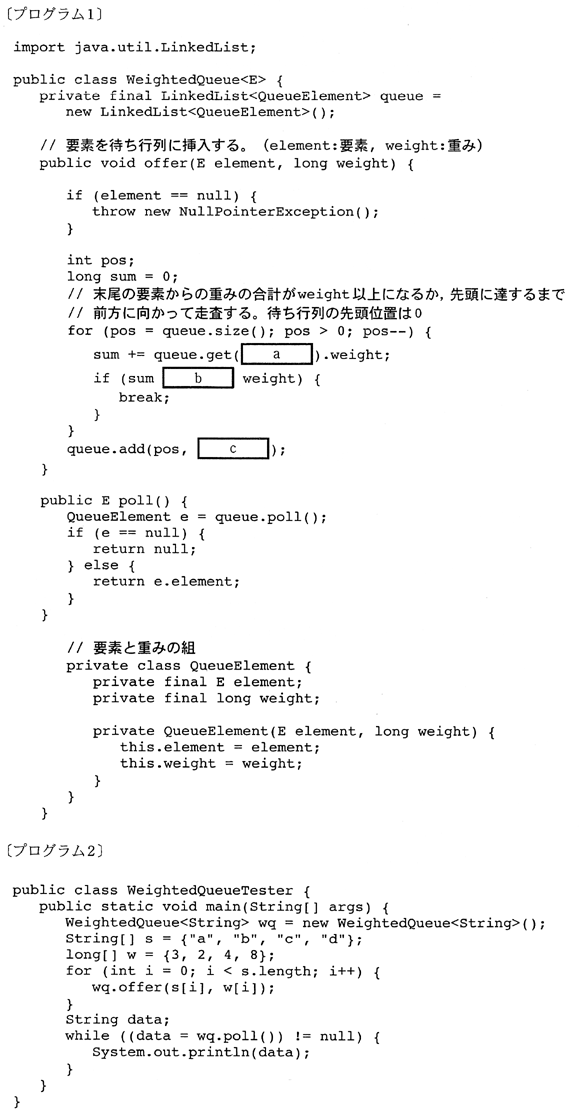 〔プログラム1〕
import java.util.LinkedList;
public class WeightedQueue<E> {
private final LinkedList<QueueElement> queue =
new LinkedList<QueueElement>();
// 要素を待ち行列に挿入する。（element:要素, weight:重み）
public void offer(E element, long weight) {
if (element == null) {
throw new NullPointerException();
}
int pos;
long sum = 0;
// 末尾の要素からの重みの合計がweight以上になるか，先頭に達するまで
// 前方に向かって走査する。待ち行列の先頭位置は0
for (pos = queue.size(); pos > 0; pos--) {
sum += queue.get( a ).weight;
if (sum b weight) {
break;
}
}
queue.add(pos, c );
}
public E poll() {
QueueElement e = queue.poll();
if (e == null) {
return null;
} else {
return e.element;
}
}
// 要素と重みの組
private class QueueElement {
private final E element;
private final long weight;
private QueueElement(E element, long weight) {
this.element = element;
this.weight = weight;
}
}
}
〔プログラム2〕
public class WeightedQueueTester {
public static void main(String[] args) {
WeightedQueue<String> wq = new WeightedQueue<String>();
String[] s = {"a", "b", "c", "d"};
long[] w = {3, 2, 4, 8};
for (int i = 0; i < s.length; i++) {
wq.offer(s[i], w[i]);
}
String data;
while ((data = wq.poll()) != null) {
System.out.println(data);
}
}
}